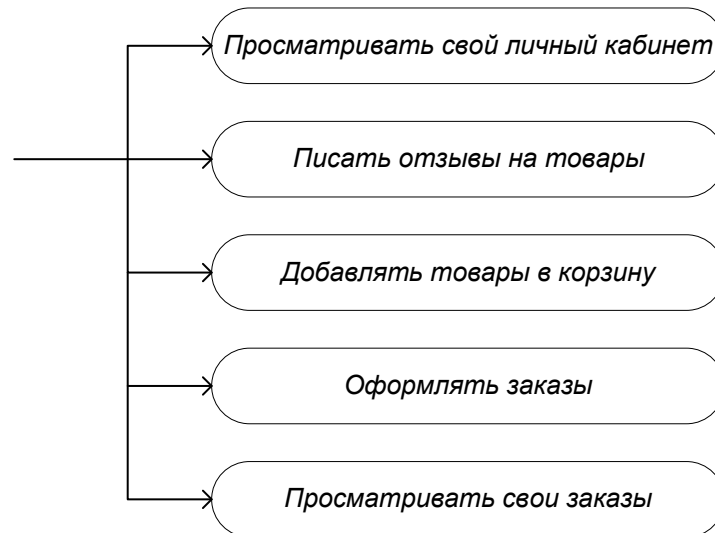 Просматривать свой личный кабинет
Писать отзывы на товары
Добавлять товары в корзину
Оформлять заказы
Просматривать свои заказы